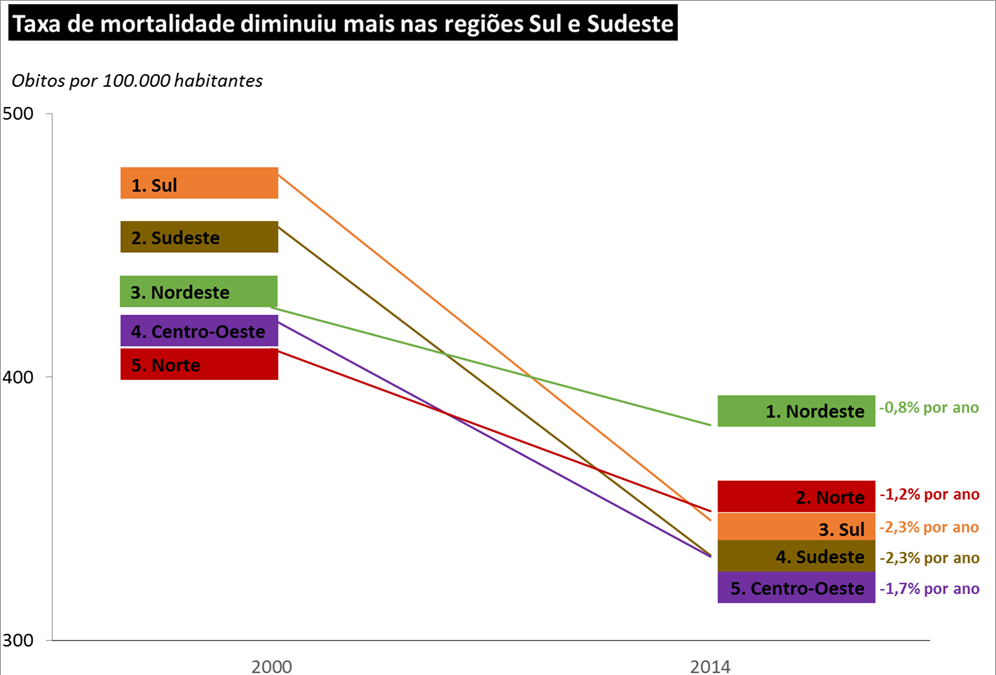 Taxa de mortalidade diminuiu mais nas regiões Sul e Sudeste
Obitos por 100.000 habitantes
500
1. Sul
2. Sudeste
3. Nordeste
4. Centro-Oeste
5. Norte
400
1. Nordeste -0,8% por ano
2. Norte -1,2% por ano
3. Sul -2,3% por ano
4. Sudeste -2,3% por ano
5. Centro-Oeste -1,7% por ano
300
2000 2014